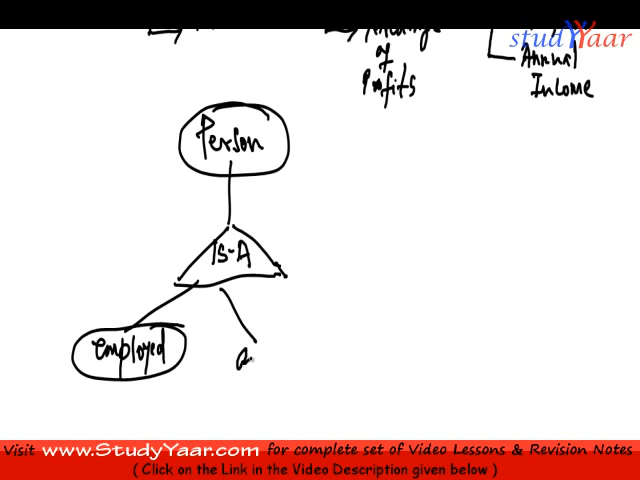 studYYaar
of
Annual
Profits
Income
Person
IS-A
employed
Visit www.StudyYaar.com for complete set of Video Lessons & Revision Notes
( Click on the Link in the Video Description given below )